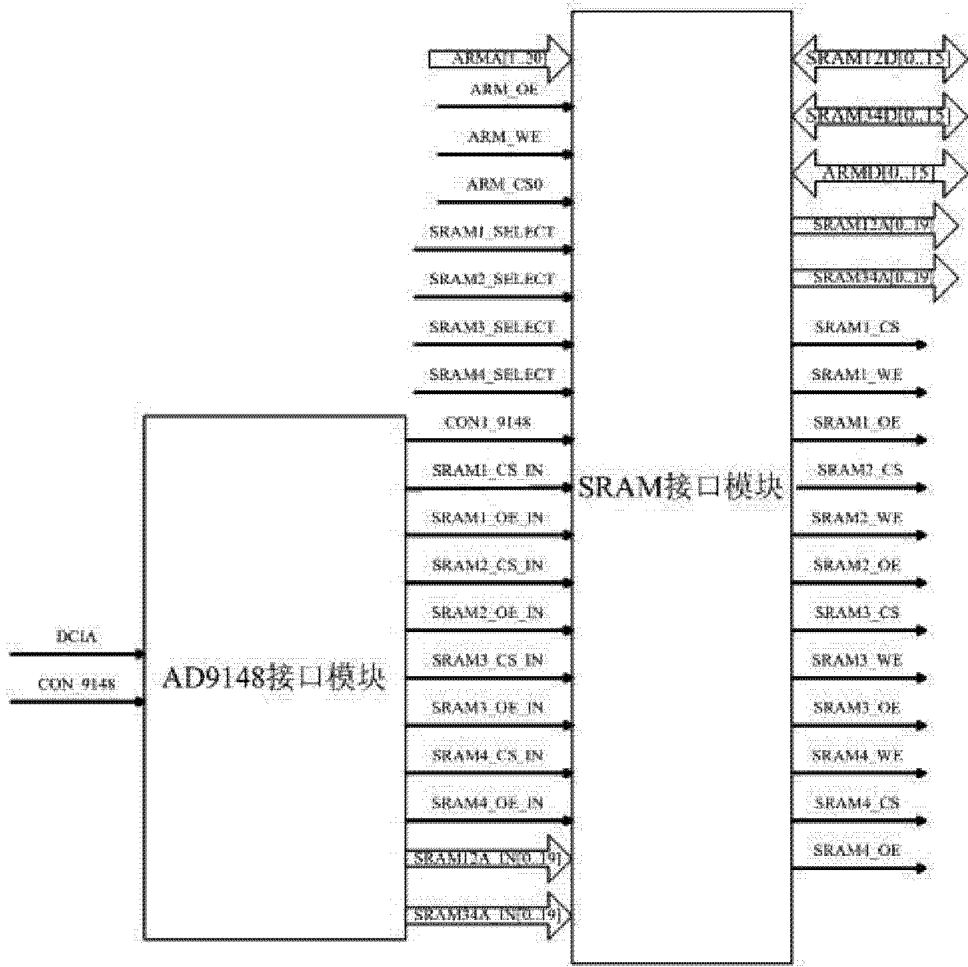 ARMA[1..20]
ARM_OE
ARM_WE
ARM_CS0
SRAM1_SELECT
SRAM2_SELECT
SRAM3_SELECT
SRAM4_SELECT
CON1_9148
SRAM1_CS_IN
SRAM1_OE_IN
SRAM2_CS_IN
SRAM2_OE_IN
SRAM3_CS_IN
SRAM3_OE_IN
SRAM4_CS_IN
SRAM4_OE_IN
SRAM12A_IN[0..19]
SRAM34A_IN[0..19]
DCIA
CON_9148
AD9148接口模块
SRAM接口模块
SRAM12D[0..15]
SRAM34D[0..15]
ARMD[0..15]
SRAM12A[0..19]
SRAM34A[0..19]
SRAM1_CS
SRAM1_WE
SRAM1_OE
SRAM2_CS
SRAM2_WE
SRAM2_OE
SRAM3_CS
SRAM3_WE
SRAM3_OE
SRAM4_WE
SRAM4_CS
SRAM4_OE